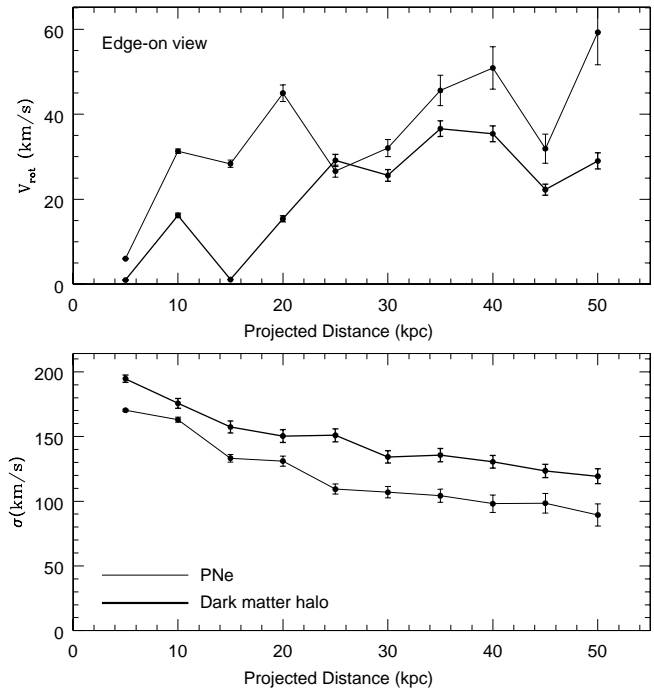 60
Edge-on view
40
V_rot (km/s)
20
0
0 10 20 30 40 50
Projected Distance (kpc)
200
150
σ(km/s)
100
PNe
50
Dark matter halo
0
0 10 20 30 40 50
Projected Distance (kpc)